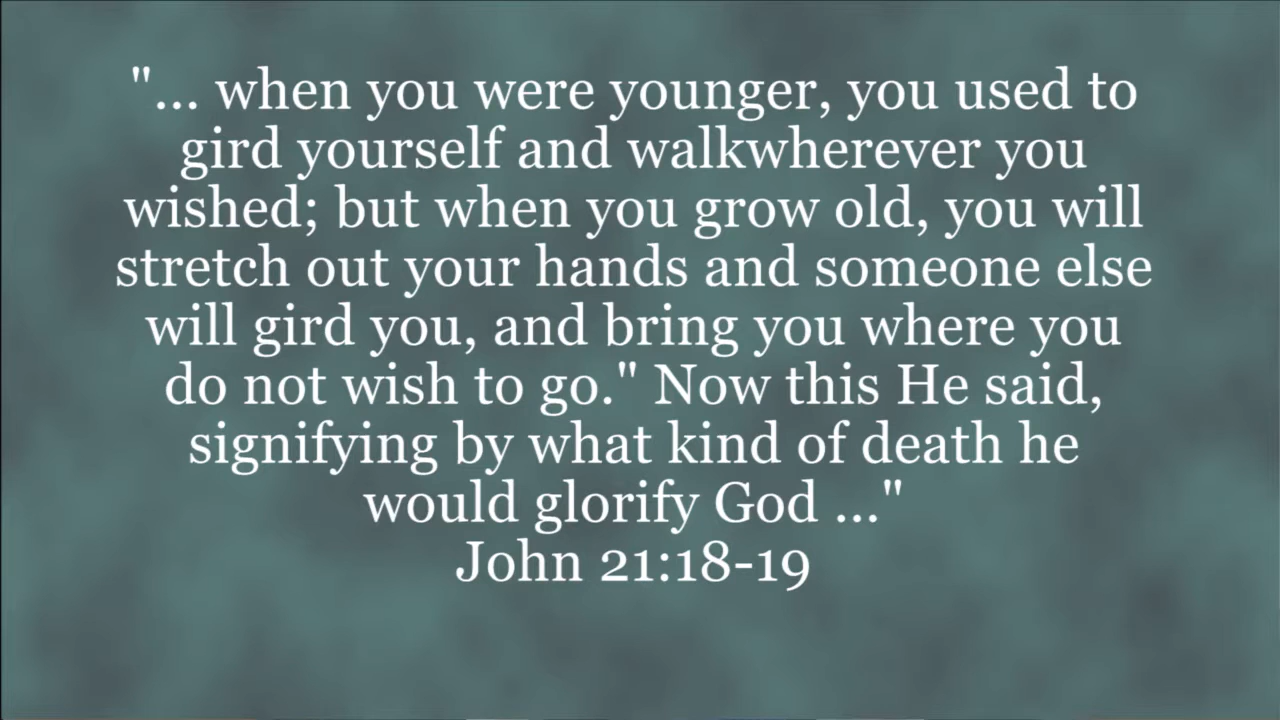 "... when you were younger, you used to
gird yourself and walkwherever you
wished; but when you grow old, you will
stretch out your hands and someone else
will gird you, and bring you where you
do not wish to go." Now this He said,
signifying by what kind of death he
would glorify God ..."
John 21:18-19